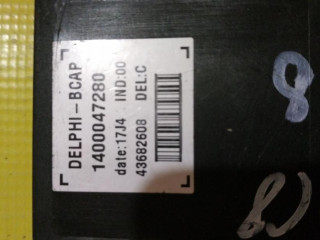 DELPHI-BCAP
1400047280
date:17J4 IND:00
43682608 DEL:C